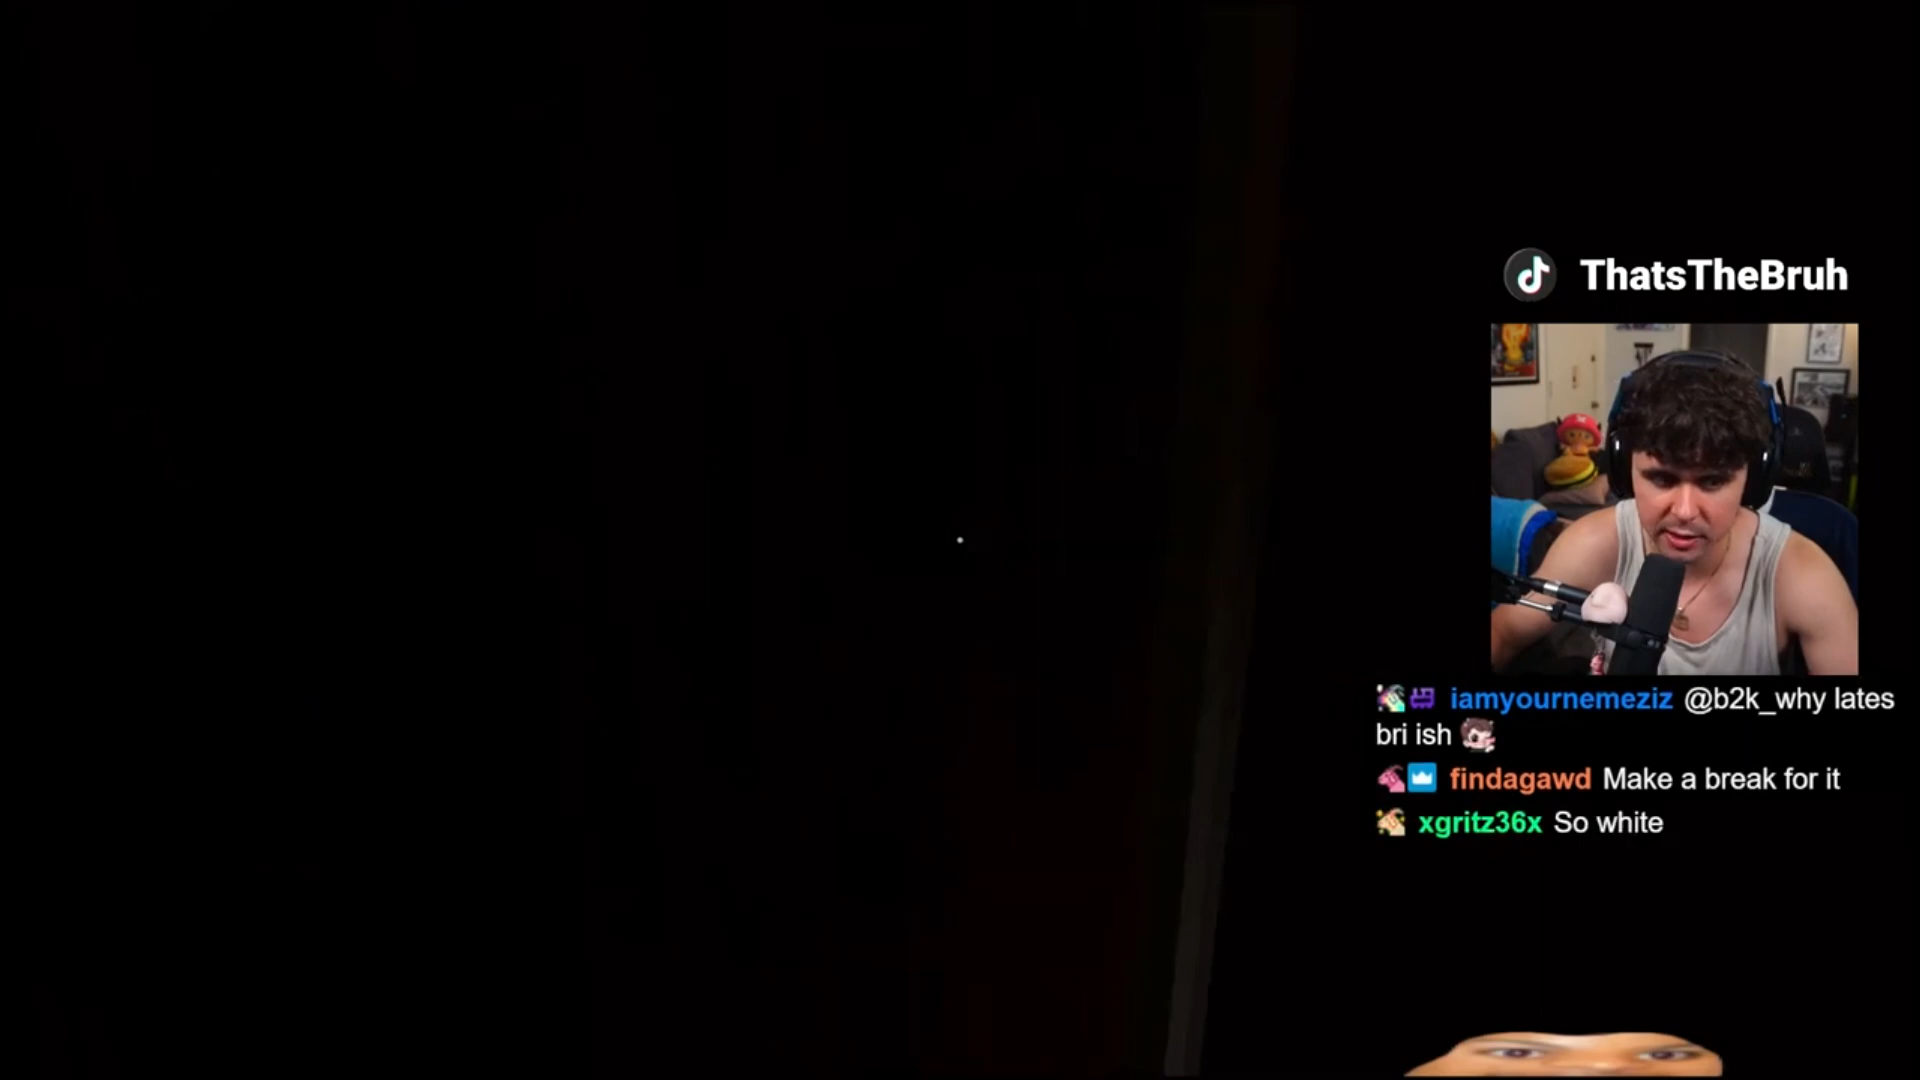 ThatsTheBruh
iamyournemeziz @b2k_why lates
bri ish
findagawd Make a break for it
xgritz36x So white